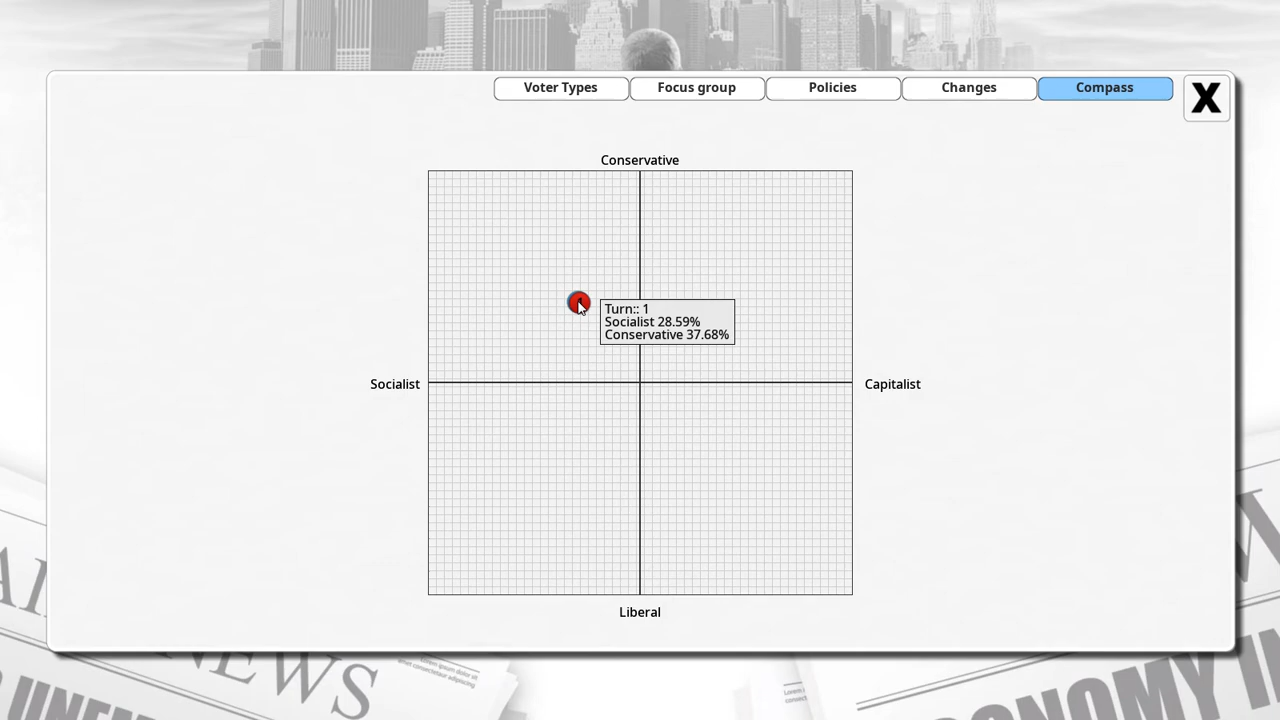 Voter Types
Focus group
Policies
Changes
Compass
X
Conservative
Turn:: 1
Socialist 28.59%
Conservative 37.68%
Socialist
Capitalist
Liberal
NEWS